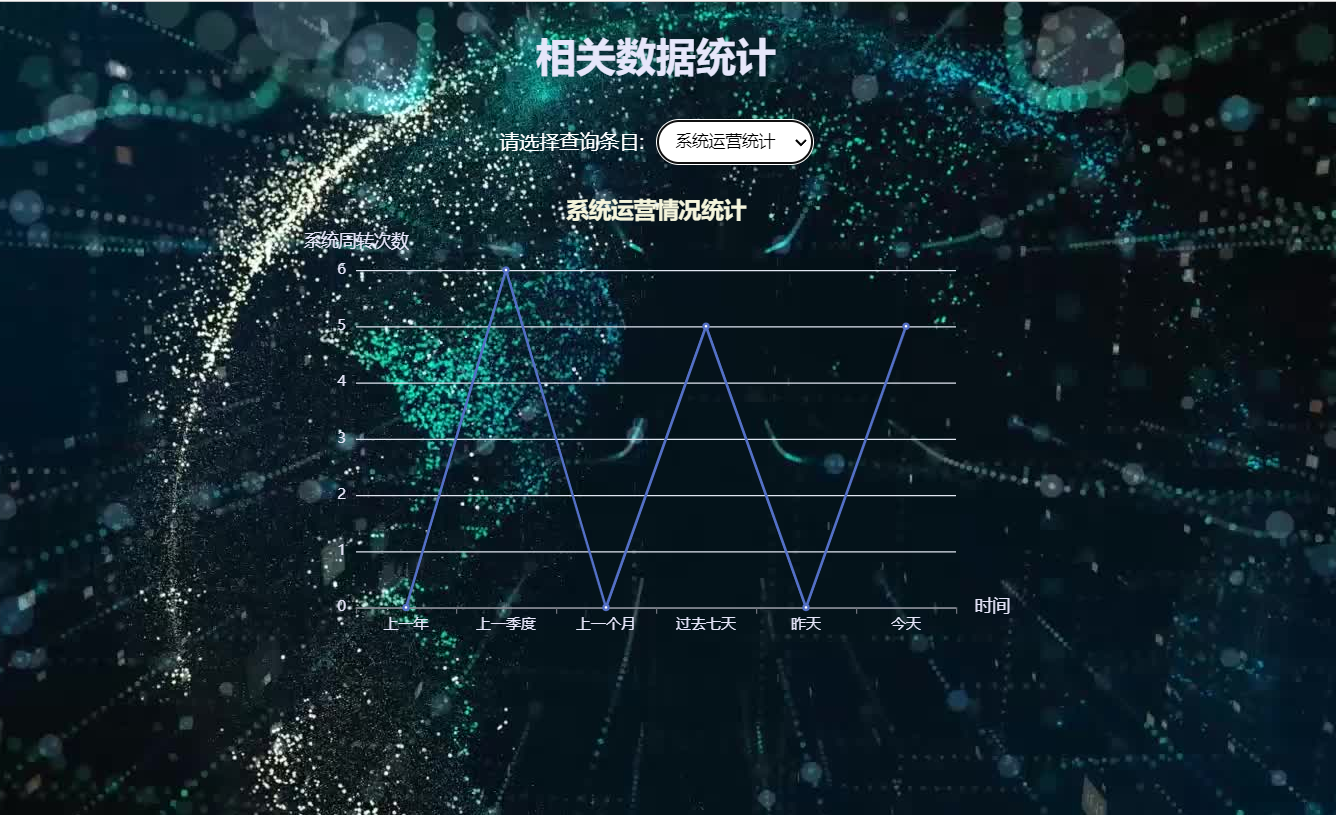 相关数据统计
请选择查询条目:
系统运营统计
系统运营情况统计
系统周转次数
6
5
4
3
2
1
0
上一年 上一季度 上一个月 过去七天 昨天 今天
时间